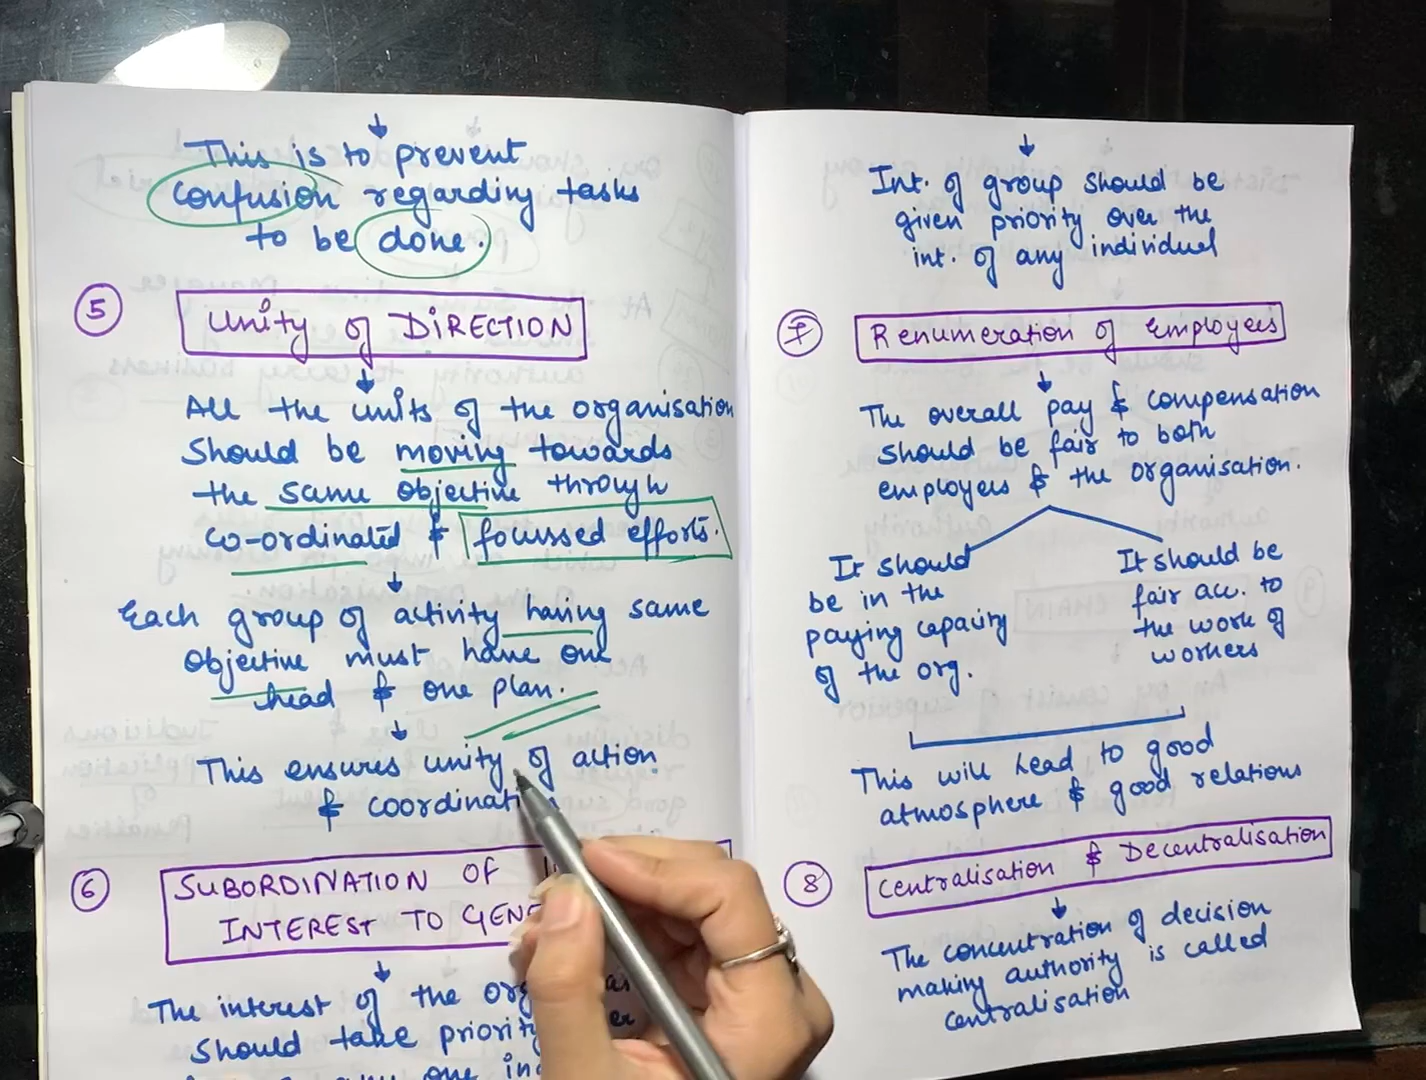 This is to prevent
confusion regarding tasks
to be done.
5 Unity of DIRECTION
All the units of the organisation
should be moving towards
the same objective through
co-ordinated & focussed efforts.
Each group of activity having same
objective must have one
head & one plan.
This ensures unity of action
& coordinati
6 SUBORDINATION OF
INTEREST TO GENE
The interest of the org
should take priority
one
Int. of group should be
given priority over the
int. of any individual
7 Renumeration of employees
The overall pay & compensation
should be fair to both
employees & the organisation.
It should
be in the
paying capacity
of the org.
It should be
fair acc. to
the work of
workers
This will lead to good
atmosphere & good relations
8 Centralisation & Decentralisation
The concentration of decision
making authority is called
centralisation